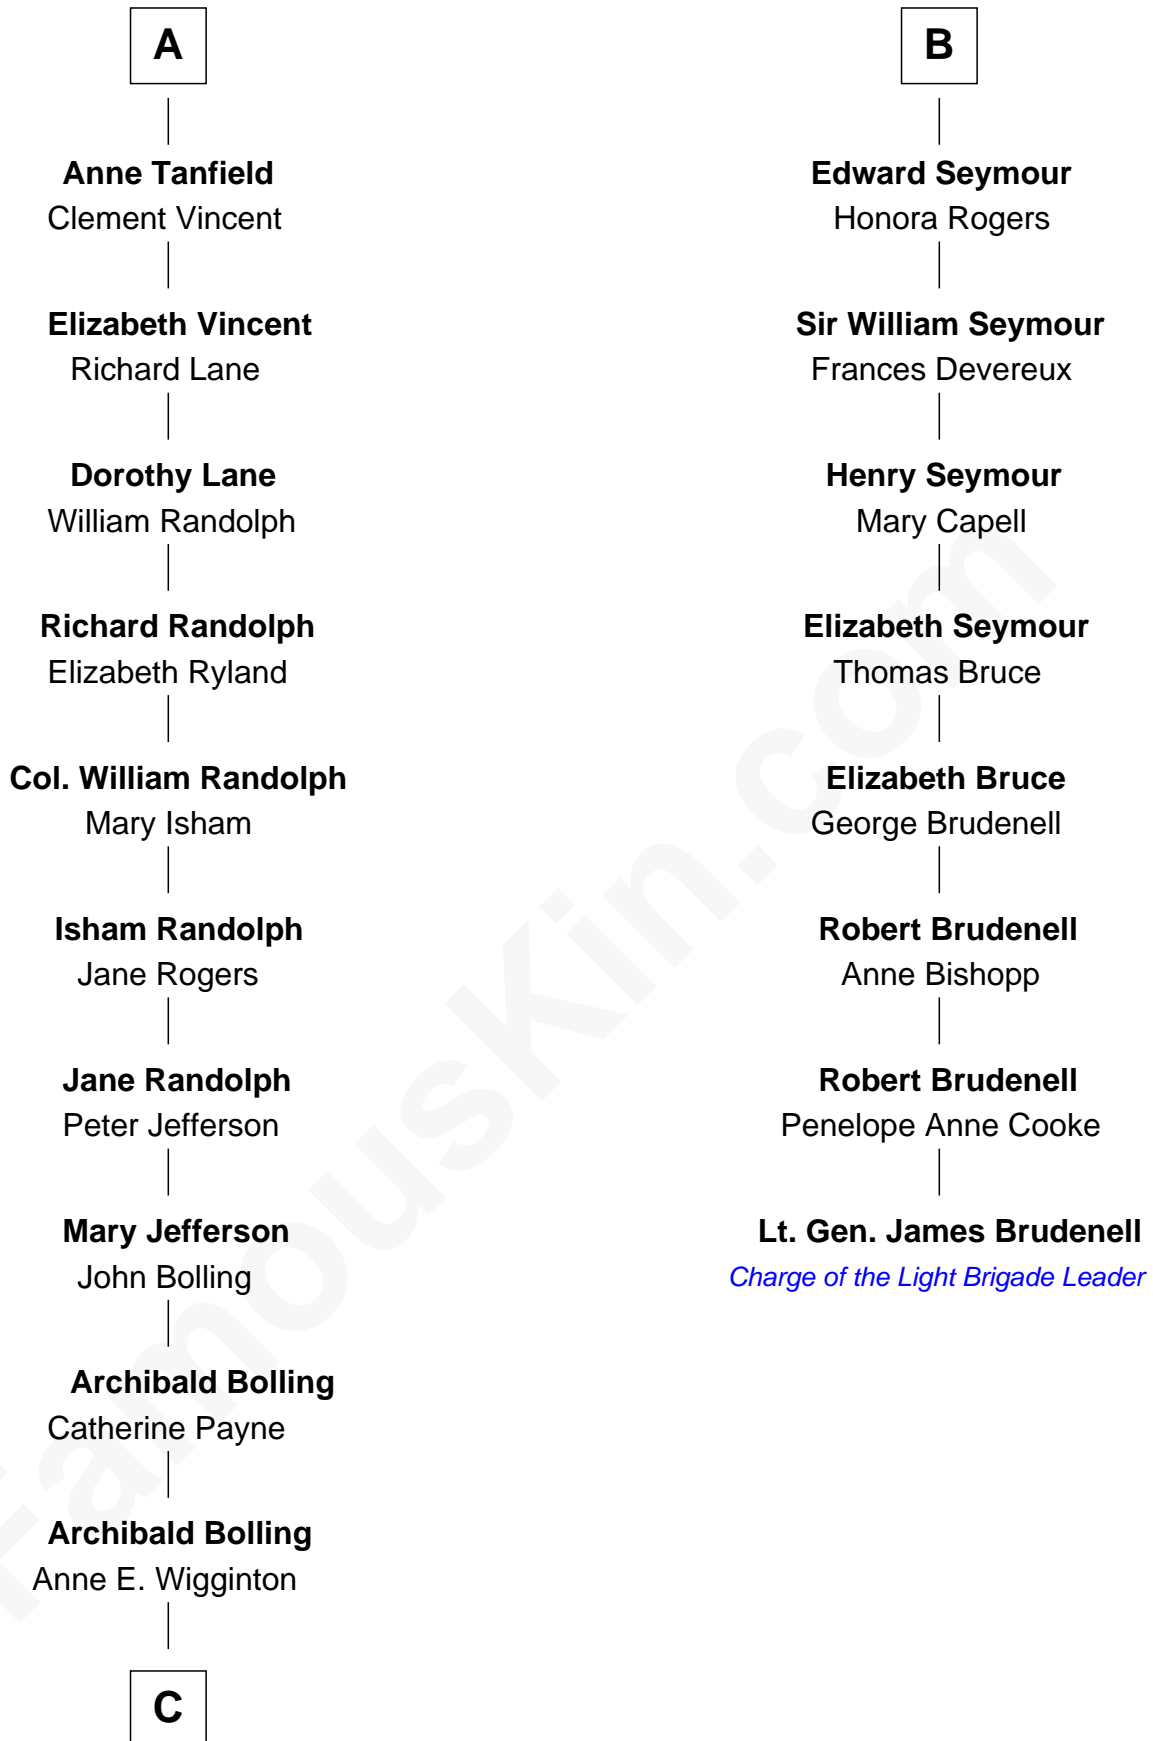 A
Anne Tanfield
Clement Vincent
Elizabeth Vincent
Richard Lane
Dorothy Lane
William Randolph
Richard Randolph
Elizabeth Ryland
Col. William Randolph
Mary Isham
Isham Randolph
Jane Rogers
Jane Randolph
Peter Jefferson
Mary Jefferson
John Bolling
Archibald Bolling
Catherine Payne
Archibald Bolling
Anne E. Wigginton
C
B
Edward Seymour
Honora Rogers
Sir William Seymour
Frances Devereux
Henry Seymour
Mary Capell
Elizabeth Seymour
Thomas Bruce
Elizabeth Bruce
George Brudenell
Robert Brudenell
Anne Bishopp
Robert Brudenell
Penelope Anne Cooke
Lt. Gen. James Brudenell
Charge of the Light Brigade Leader
FamousKin.com